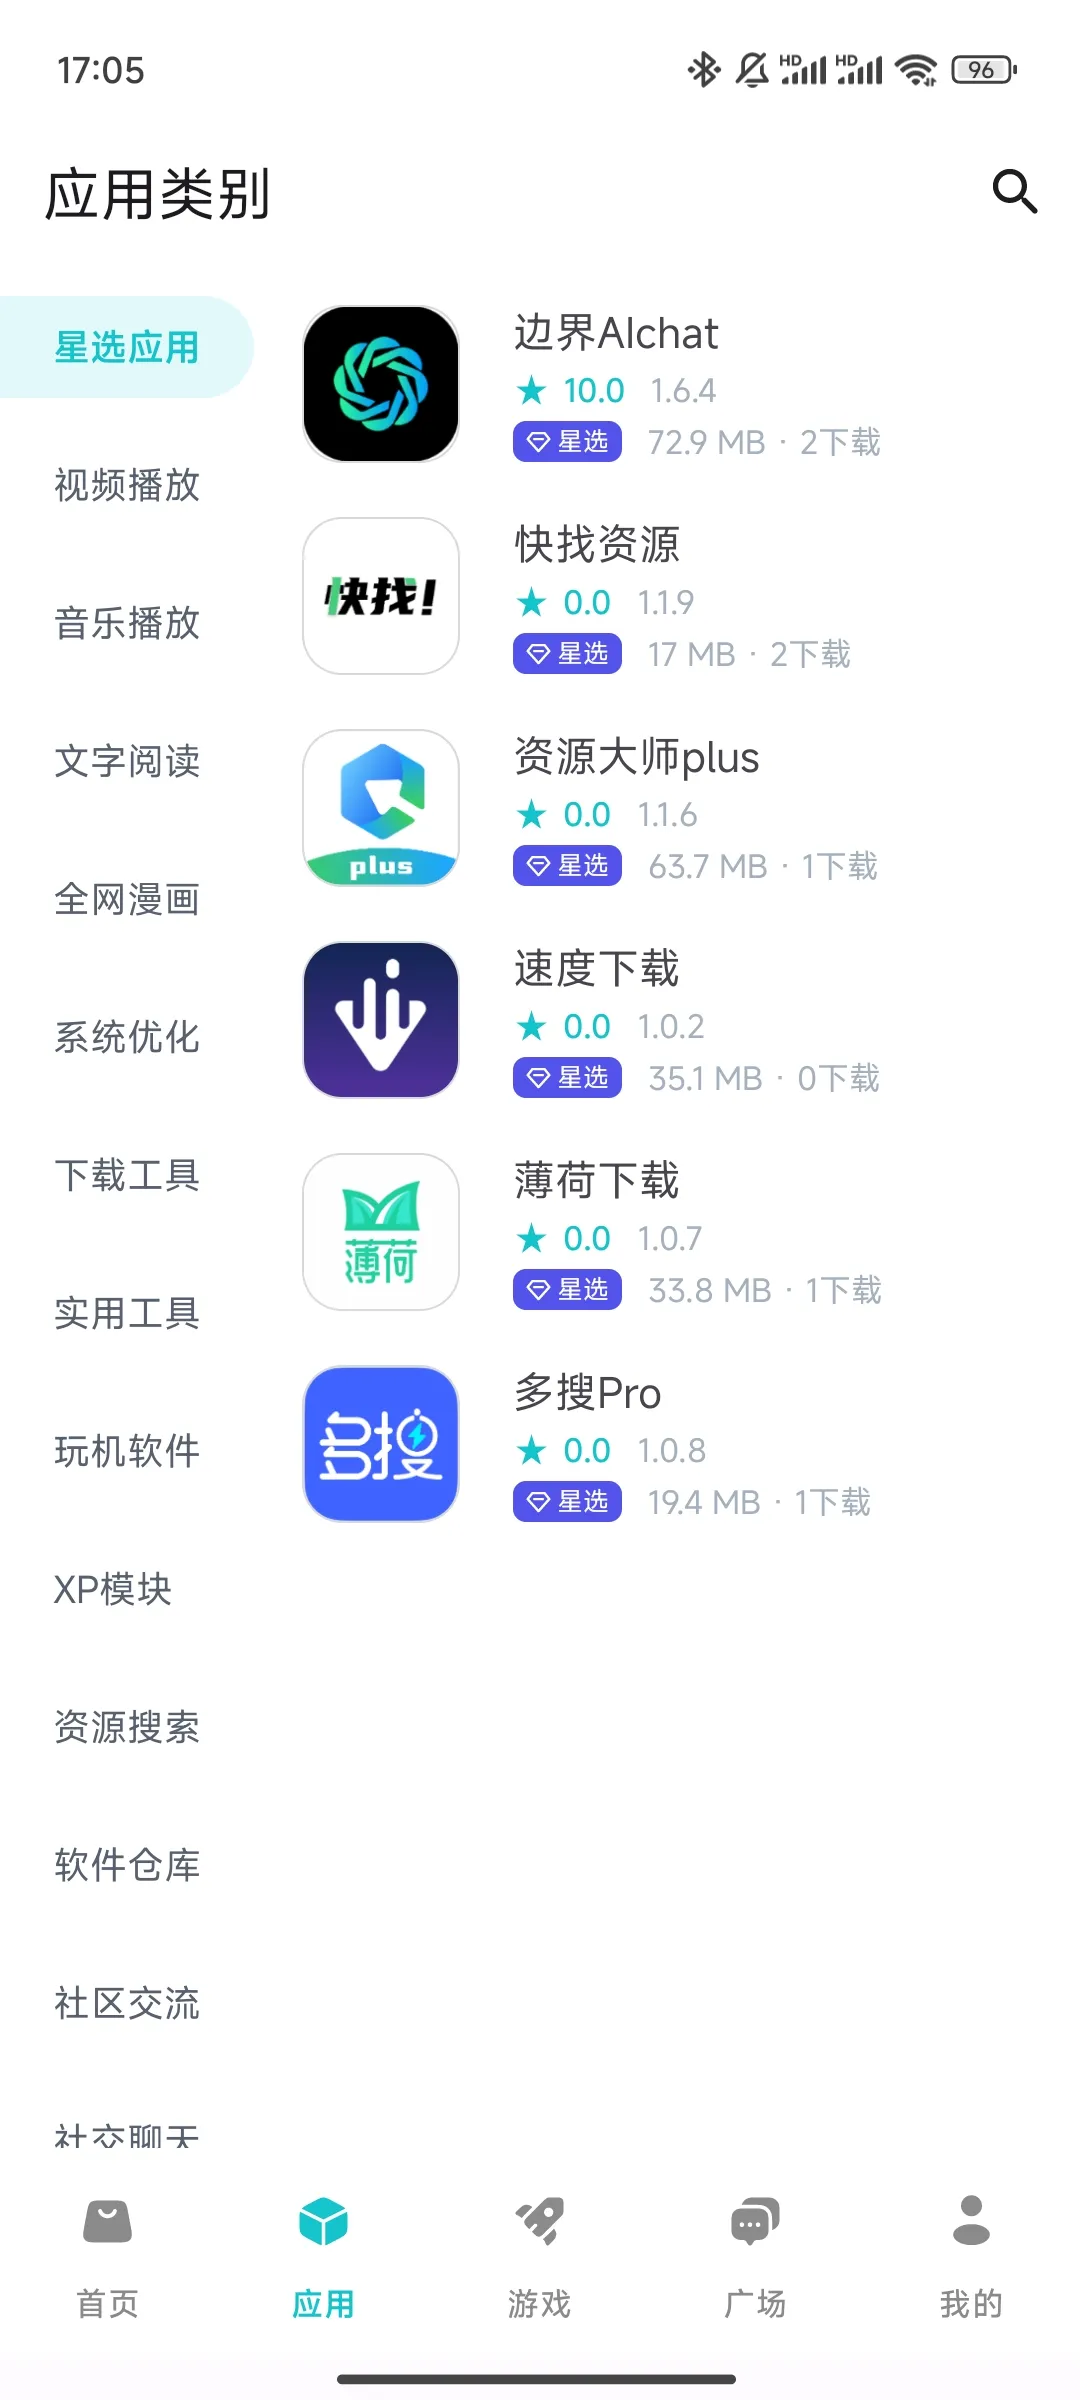 17:05
HD HD 96
应用类别
星选应用
视频播放
音乐播放
文字阅读
全网漫画
系统优化
下载工具
实用工具
玩机软件
XP模块
资源搜索
软件仓库
社区交流
社交聊天
边界AIchat
★ 10.0 1.6.4
星选 72.9 MB · 2下载
快找!
快找资源
★ 0.0 1.1.9
星选 17 MB · 2下载
plus
资源大师plus
★ 0.0 1.1.6
星选 63.7 MB · 1下载
速度下载
★ 0.0 1.0.2
星选 35.1 MB · 0下载
薄荷
薄荷下载
★ 0.0 1.0.7
星选 33.8 MB · 1下载
多搜
多搜Pro
★ 0.0 1.0.8
星选 19.4 MB · 1下载
首页 应用 游戏 广场 我的